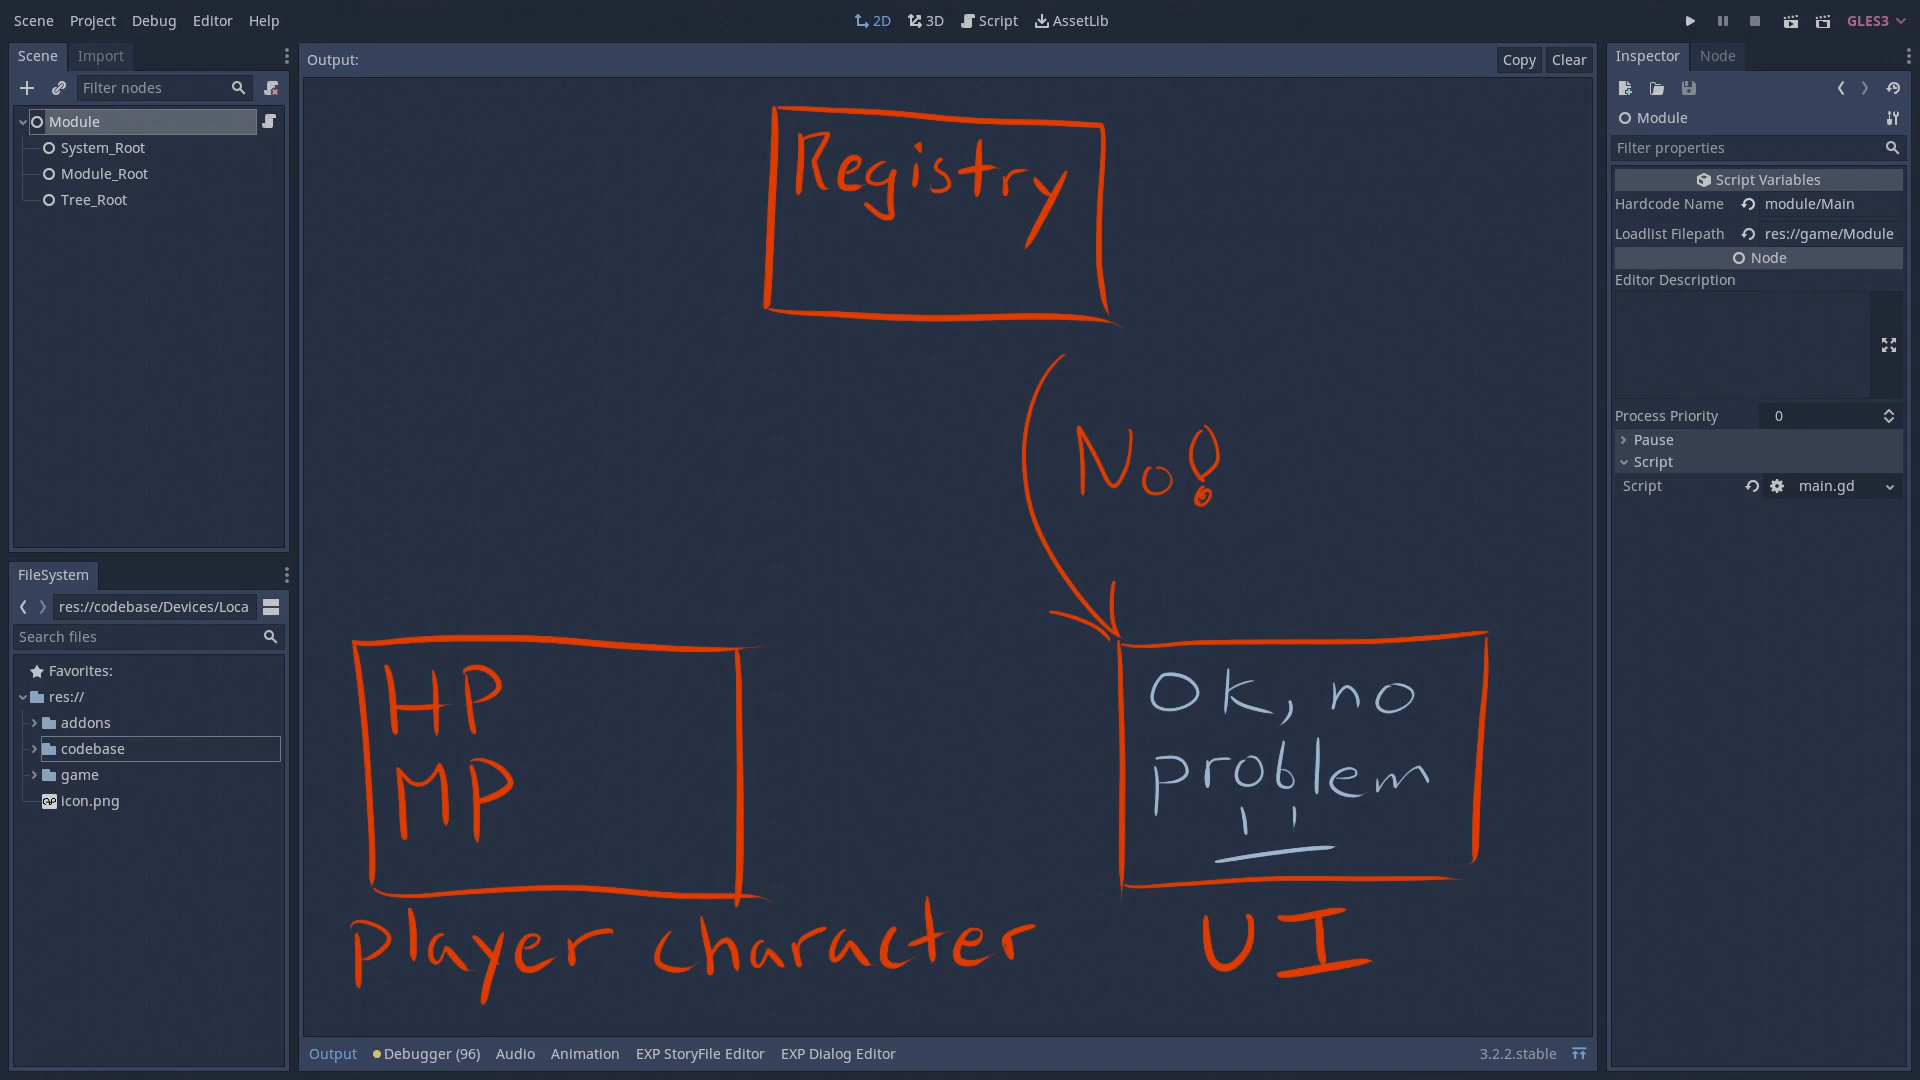 Scene Project Debug Editor Help
2D 3D Script AssetLib
GLES3
Scene Import
Filter nodes
Module
System_Root
Module_Root
Tree_Root
FileSystem
res://codebase/Devices/Loca
Search files
Favorites:
res://
addons
codebase
game
icon.png
Output:
Copy Clear
Registry
No!
HP
MP
player character
Ok, no
problem
UI
Output Debugger (96) Audio Animation EXP StoryFile Editor EXP Dialog Editor
3.2.2.stable
Inspector Node
Module
Filter properties
Script Variables
Hardcode Name module/Main
Loadlist Filepath res://game/Module
Node
Editor Description
Process Priority 0
Pause
Script
Script main.gd